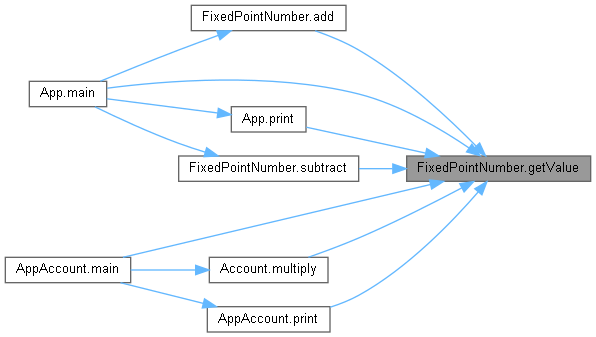 FixedPointNumber.add
App.main
App.print
FixedPointNumber.subtract
FixedPointNumber.getValue
AppAccount.main
Account.multiply
AppAccount.print